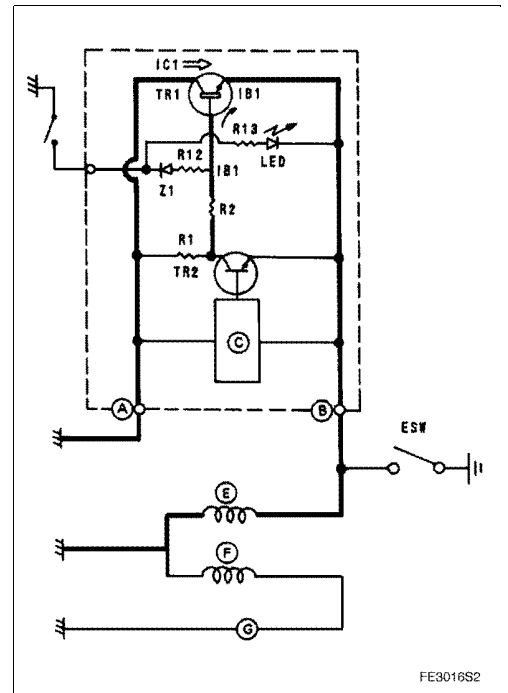 IC1
TR1
IB1
R13
LED
R12
IB1
Z1
R2
R1
TR2
C
A
B
ESW
E
F
G
FE3016S2